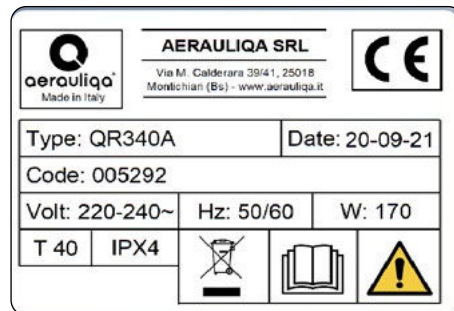 aerauliqa
Made in Italy
AERAULIQA SRL
Via M. Calderara 39/41, 25018
Montichian (Bs) - www.aerauliqa.it
CE
Type: QR340A
Date: 20-09-21
Code: 005292
Volt: 220-240~
Hz: 50/60
W: 170
T 40
IPX4